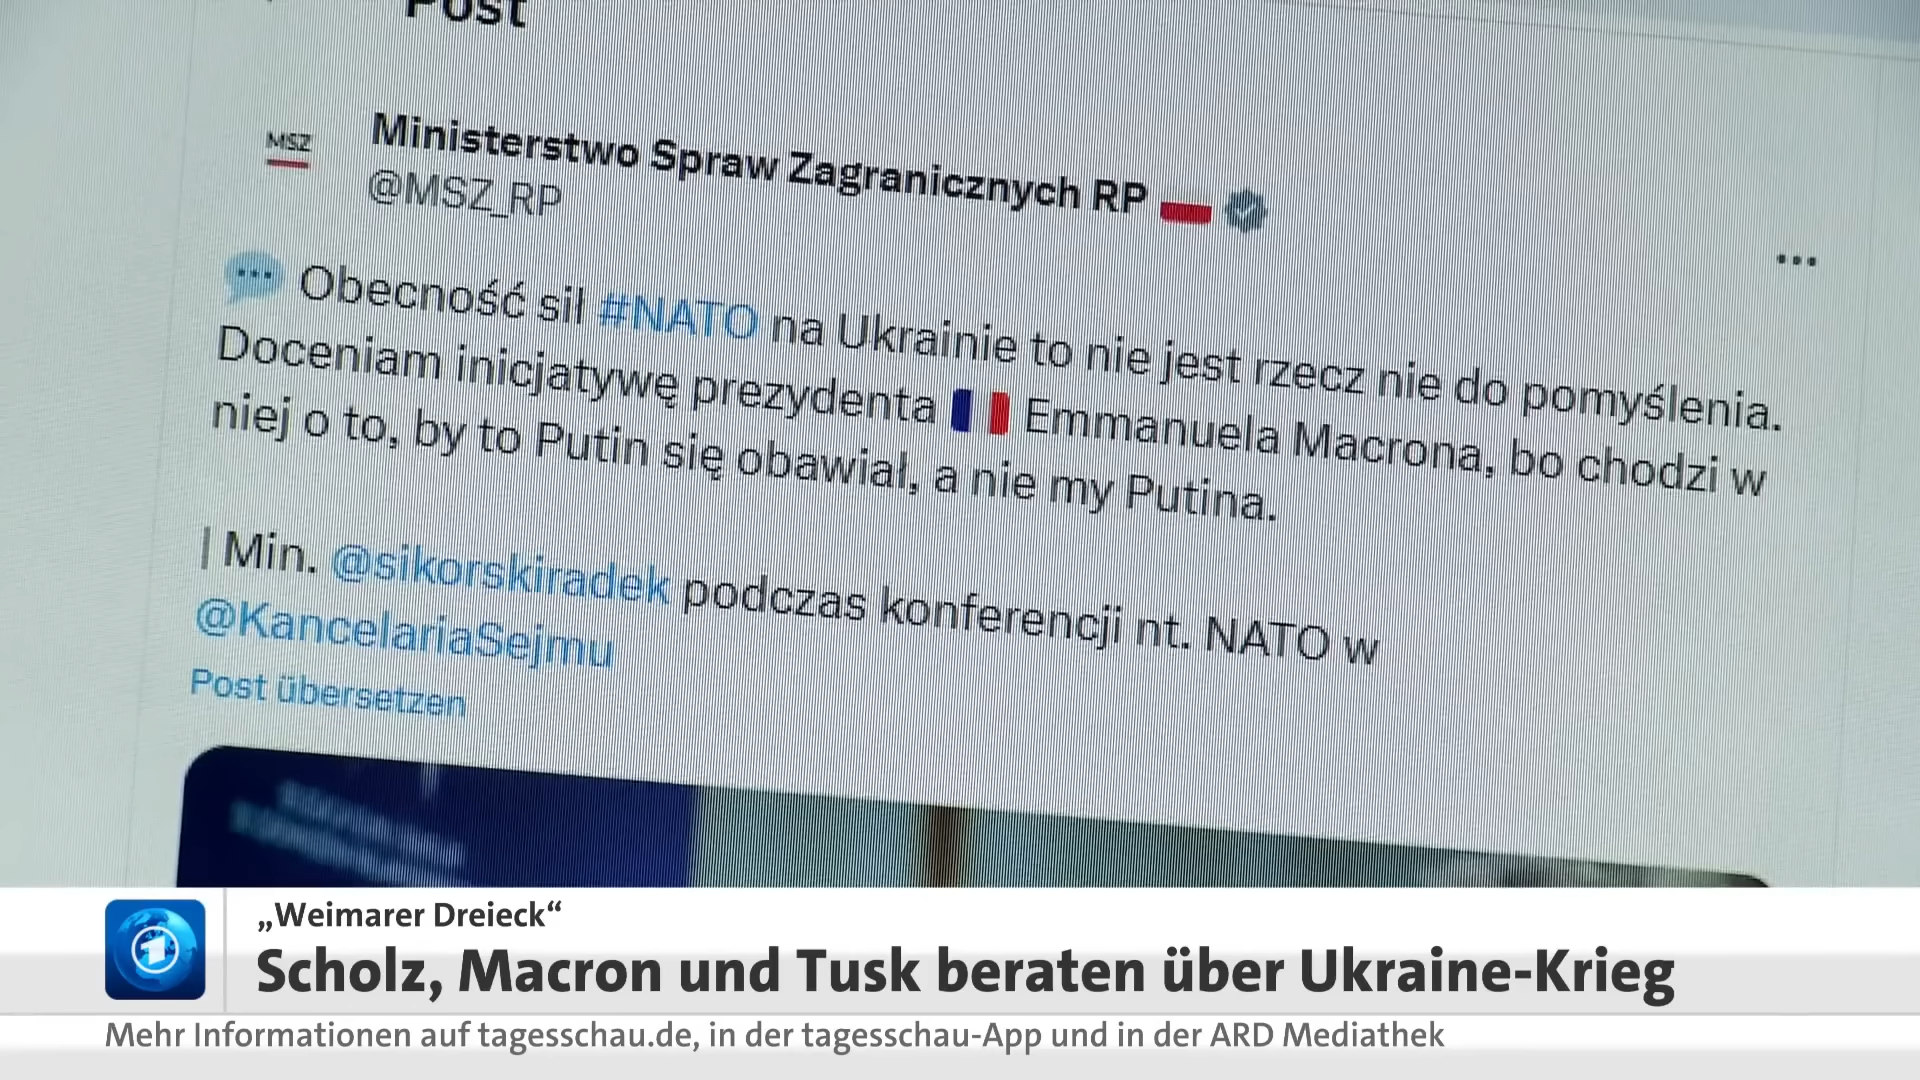 Post
MSZ
Ministerstwo Spraw Zagranicznych RP
@MSZ_RP
Obecność sił #NATO na Ukrainie to nie jest rzecz nie do pomyślenia.
Doceniam inicjatywę prezydenta Emmanuela Macrona, bo chodzi w
niej o to, by to Putin się obawiał, a nie my Putina.
| Min. @sikorskiradek podczas konferencji nt. NATO w
@KancelariaSejmu
Post übersetzen
„Weimarer Dreieck“
Scholz, Macron und Tusk beraten über Ukraine-Krieg
Mehr Informationen auf tagesschau.de, in der tagesschau-App und in der ARD Mediathek